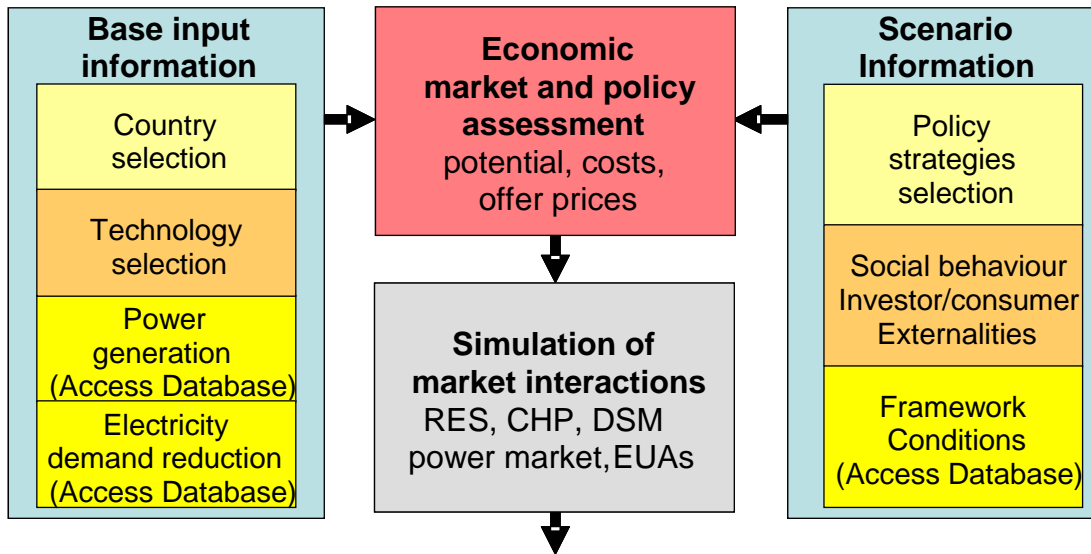 Base input
information
Country
selection
Technology
selection
Power
generation
(Access Database)
Electricity
demand reduction
(Access Database)
Economic
market and policy
assessment
potential, costs,
offer prices
Simulation of
market interactions
RES, CHP, DSM
power market,EUAs
Scenario
Information
Policy
strategies
selection
Social behaviour
Investor/consumer
Externalities
Framework
Conditions
(Access Database)